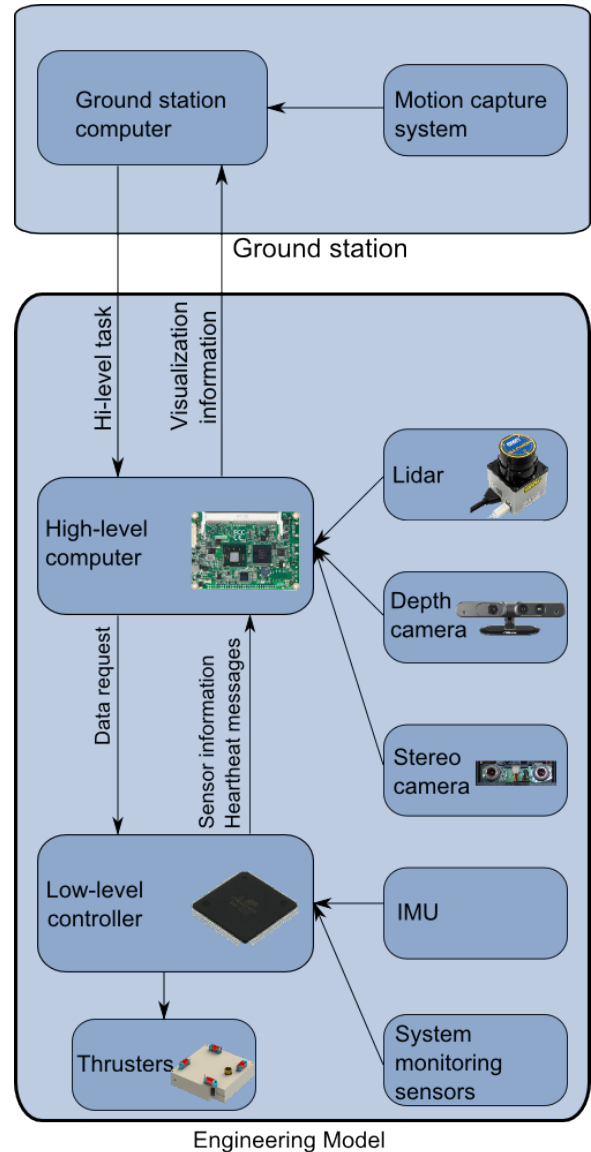 Ground station
computer
Motion capture
system
Ground station
Hi-level task
Visualization
information
Lidar
High-level
computer
Depth
camera
Data request
Sensor information
Heartheat messages
Stereo
camera
Low-level
controller
IMU
Thrusters
System
monitoring
sensors
Engineering Model